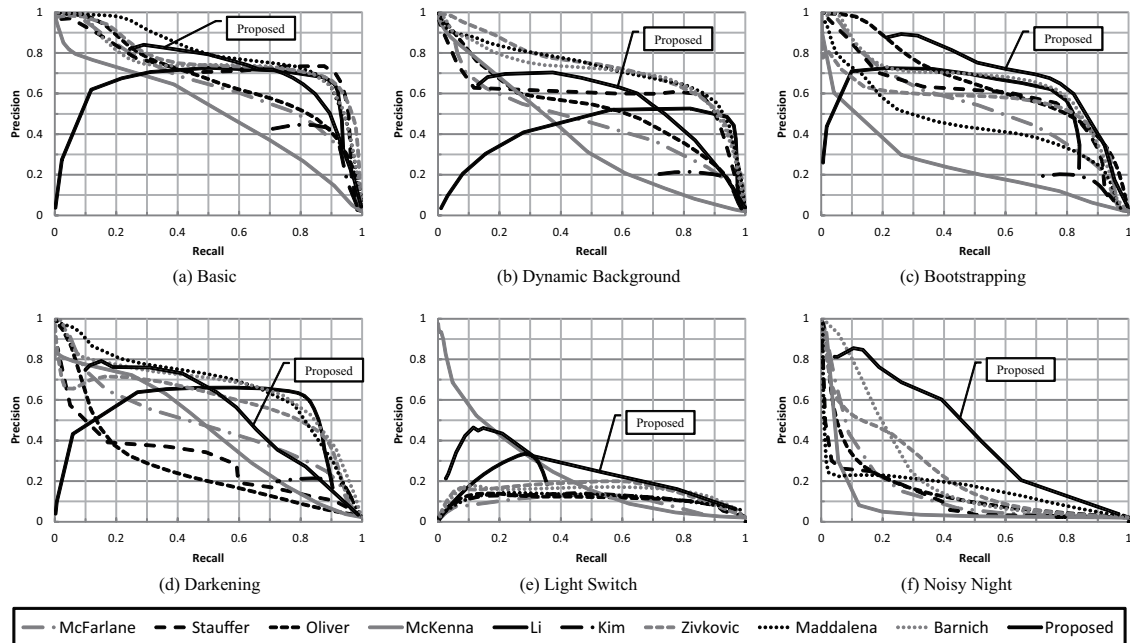 1
0.8
0.6
0.4
0.2
0
Precision
Proposed
0 0.2 0.4 0.6 0.8 1
Recall
(a) Basic
1
0.8
0.6
0.4
0.2
0
Precision
Proposed
0 0.2 0.4 0.6 0.8 1
Recall
(b) Dynamic Background
1
0.8
0.6
0.4
0.2
0
Precision
Proposed
0 0.2 0.4 0.6 0.8 1
Recall
(c) Bootstrapping
1
0.8
0.6
0.4
0.2
0
Precision
Proposed
0 0.2 0.4 0.6 0.8 1
Recall
(d) Darkening
1
0.8
0.6
0.4
0.2
0
Precision
Proposed
0 0.2 0.4 0.6 0.8 1
Recall
(e) Light Switch
1
0.8
0.6
0.4
0.2
0
Precision
Proposed
0 0.2 0.4 0.6 0.8 1
Recall
(f) Noisy Night
McFarlane Stauffer Oliver McKenna Li Kim Zivkovic Maddalena Barnich Proposed